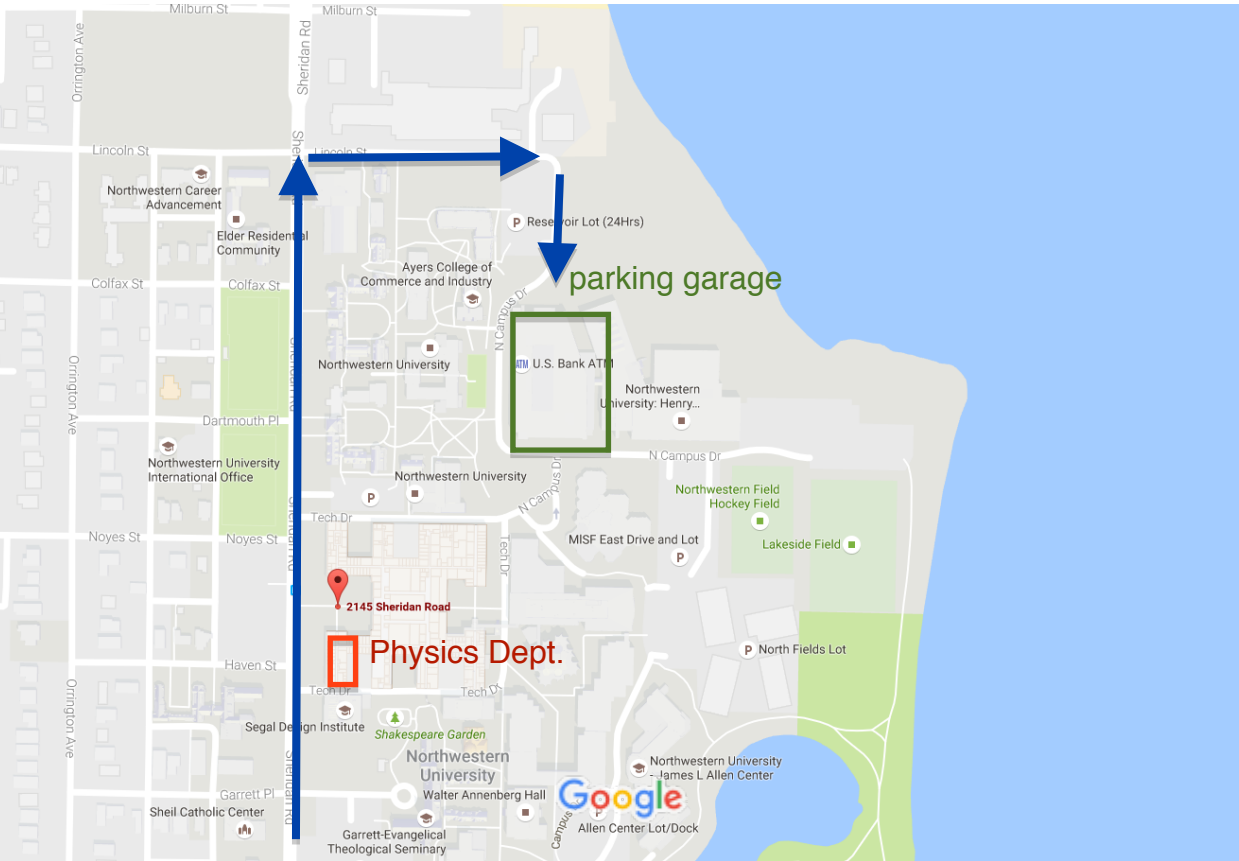 Milburn St
Milburn St
Orrington Ave
Sheridan Rd
Lincoln St
Lincoln St
Northwestern Career
Advancement
Elder Residential
Community
P Reservoir Lot (24Hrs)
Ayers College of
Commerce and Industry
parking garage
Colfax St
Colfax St
N Campus Dr
Northwestern University
ATM U.S. Bank ATM
Northwestern
University: Henry...
Orrington Ave
Dartmouth Pl
Northwestern University
International Office
N Campus Dr
Northwestern University
P
N Campus Dr
Northwestern Field
Hockey Field
Tech Dr
Noyes St
Noyes St
MISF East Drive and Lot
P
Lakeside Field
Tech Dr
2145 Sheridan Road
Physics Dept.
P North Fields Lot
Haven St
Tech Dr
Tech Dr
Orrington Ave
Segal Design Institute
Shakespeare Garden
Northwestern
University
Northwestern University
- James L Allen Center
Sheridan Rd
Garrett Pl
Walter Annenberg Hall
Google
Sheil Catholic Center
P
Allen Center Lot/Dock
Campus
Garrett-Evangelical
Theological Seminary